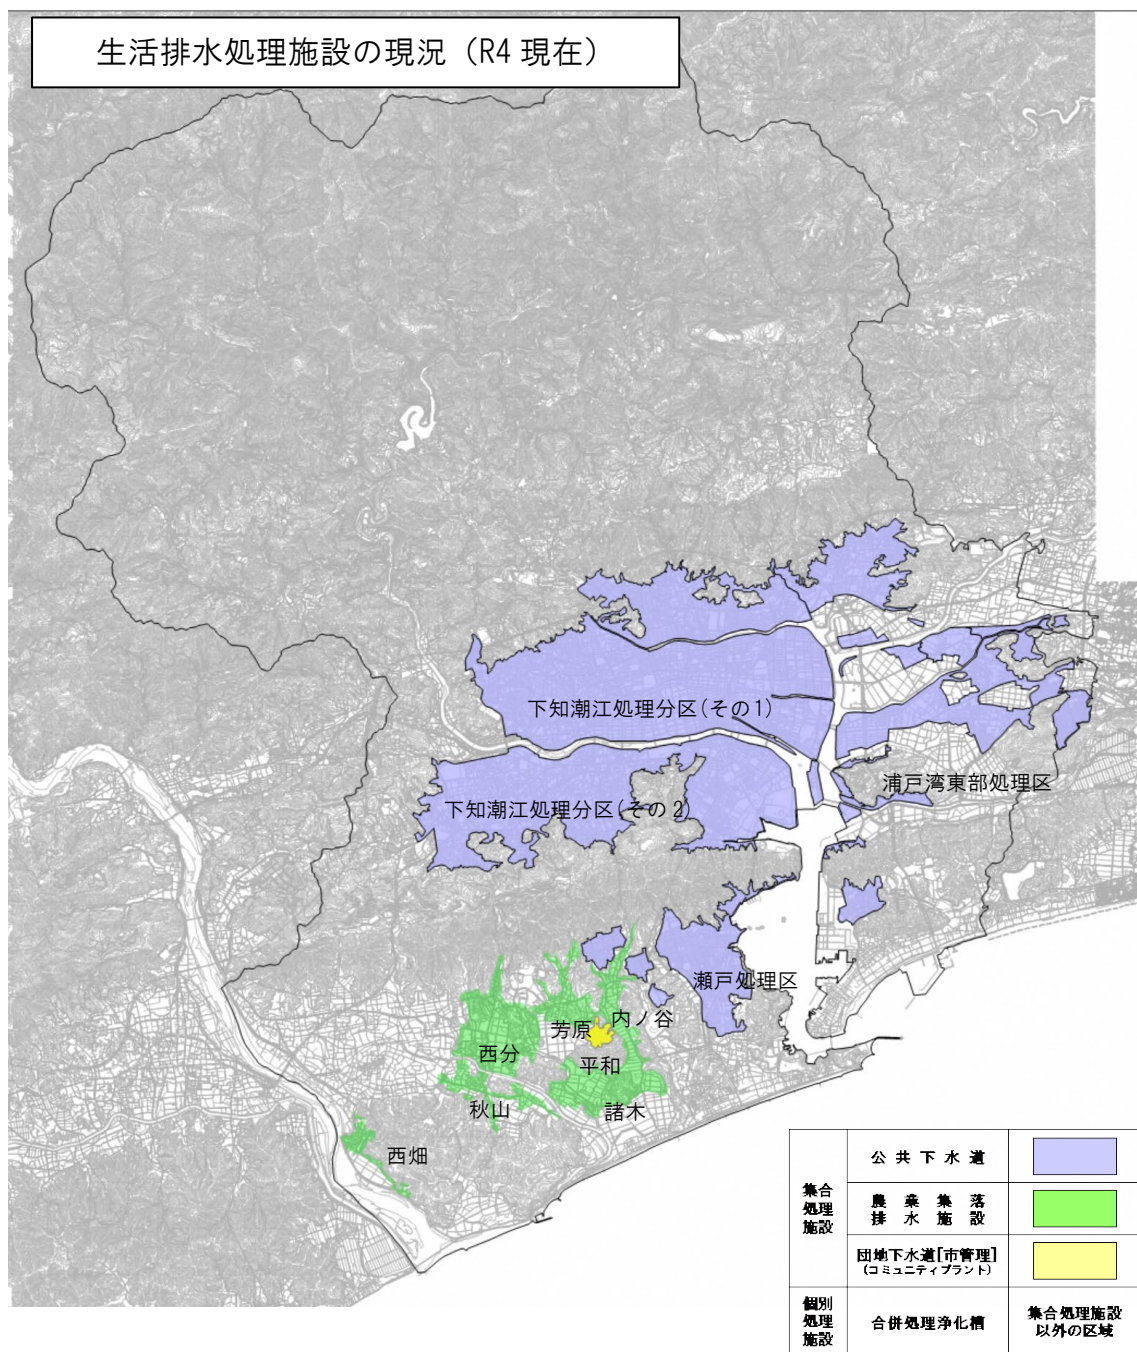 生活排水処理施設の現況（R4 現在）
下知潮江処理分区(その1)
浦戸湾東部処理区
下知潮江処理分区(その2)
瀬戸処理区
内ノ谷
芳原
西分
平和
秋山
諸木
西畑
集合
処理
施設
公共下水道
農業集落
排水施設
団地下水道[市管理]
(コミュニティプラント)
個別
処理
施設
合併処理浄化槽
集合処理施設
以外の区域